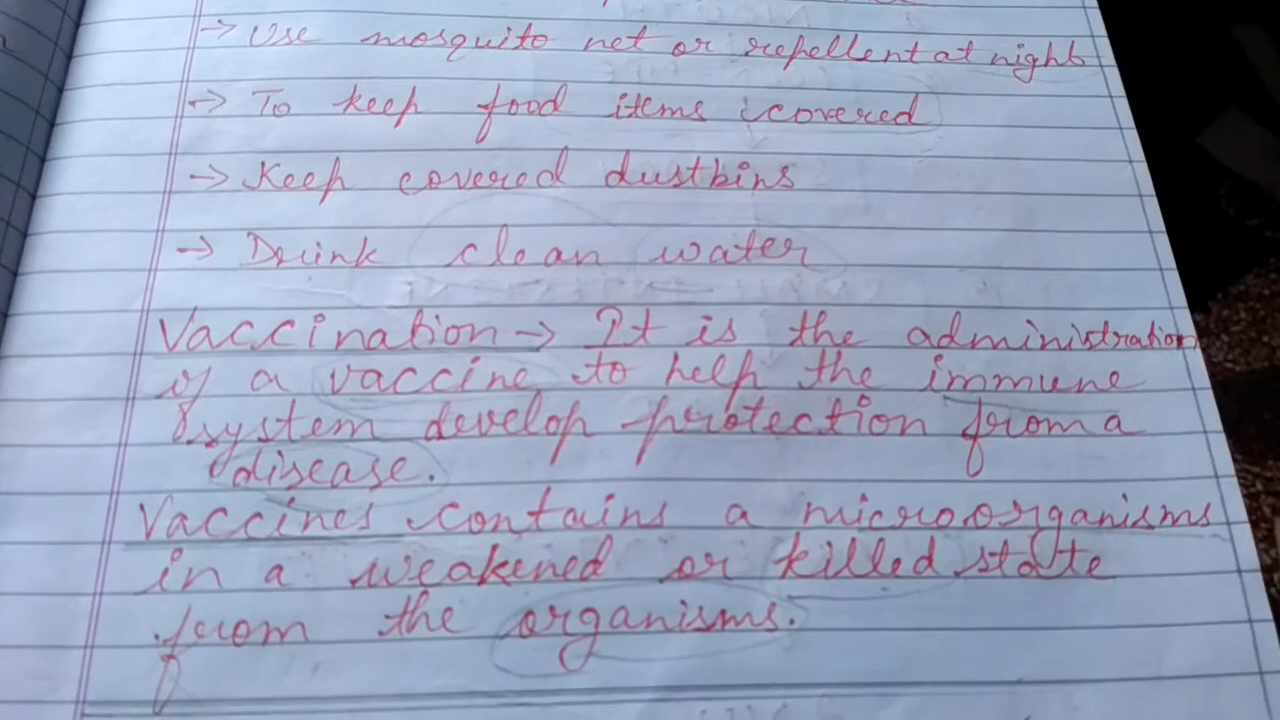 → Use mosquito net or repellent at night
→ To keep food items covered
→ Keep covered dustbins
→ Drink clean water
Vaccination → It is the administration
of a vaccine to help the immune
system develop protection from a
disease.
Vaccines contains a microorganisms
in a weakened or killed state
from the organisms.